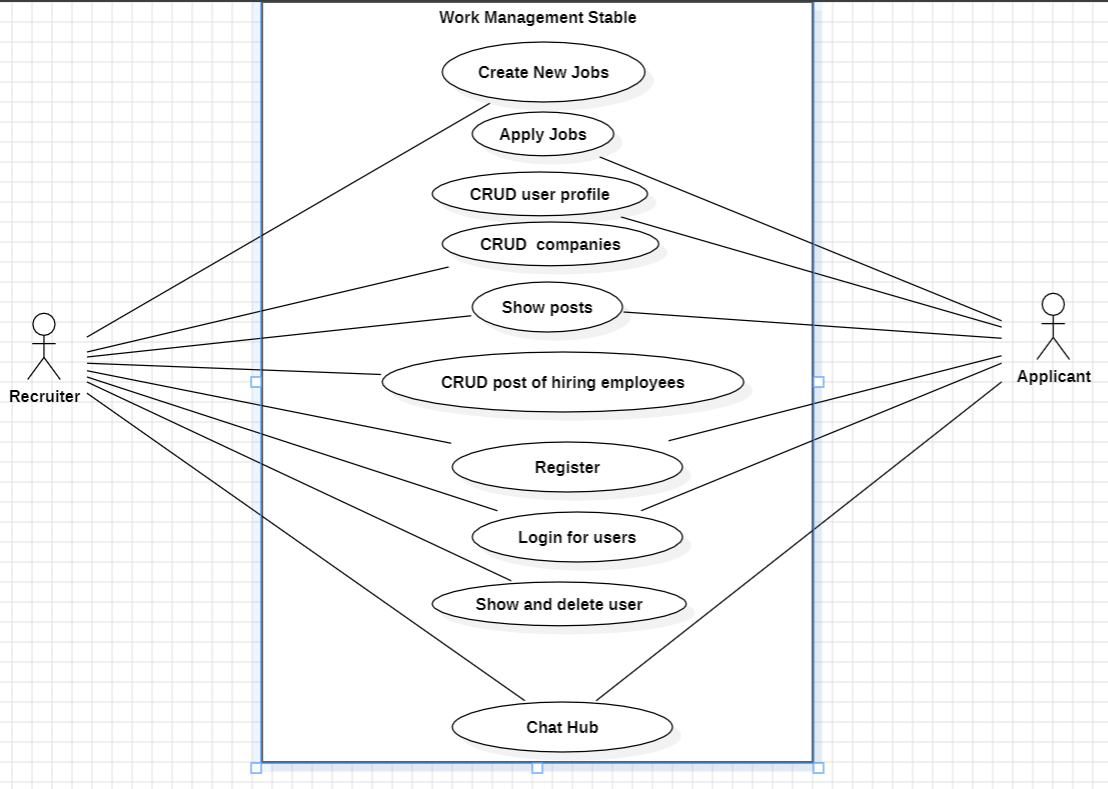 Work Management Stable
Create New Jobs
Apply Jobs
CRUD user profile
CRUD  companies
Show posts
CRUD post of hiring employees
Recruiter
Applicant
Register
Login for users
Show and delete user
Chat Hub